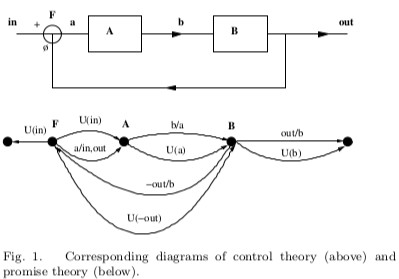 in + F a b out
A B
ø
U(in) F U(in) A b/a B out/b
a/in,out U(a) U(b)
−out/b
U(−out)
Fig. 1. Corresponding diagrams of control theory (above) and
promise theory (below).